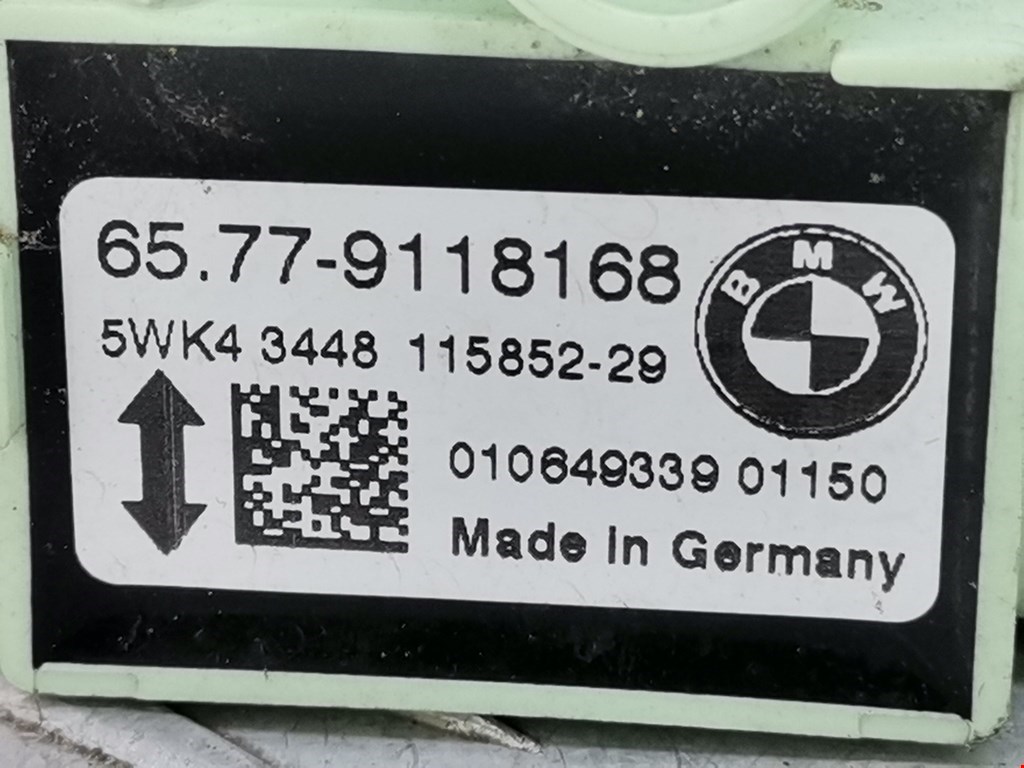 65.77-9118168
BMW
5WK4 3448 115852-29
010649339 01150
Made in Germany